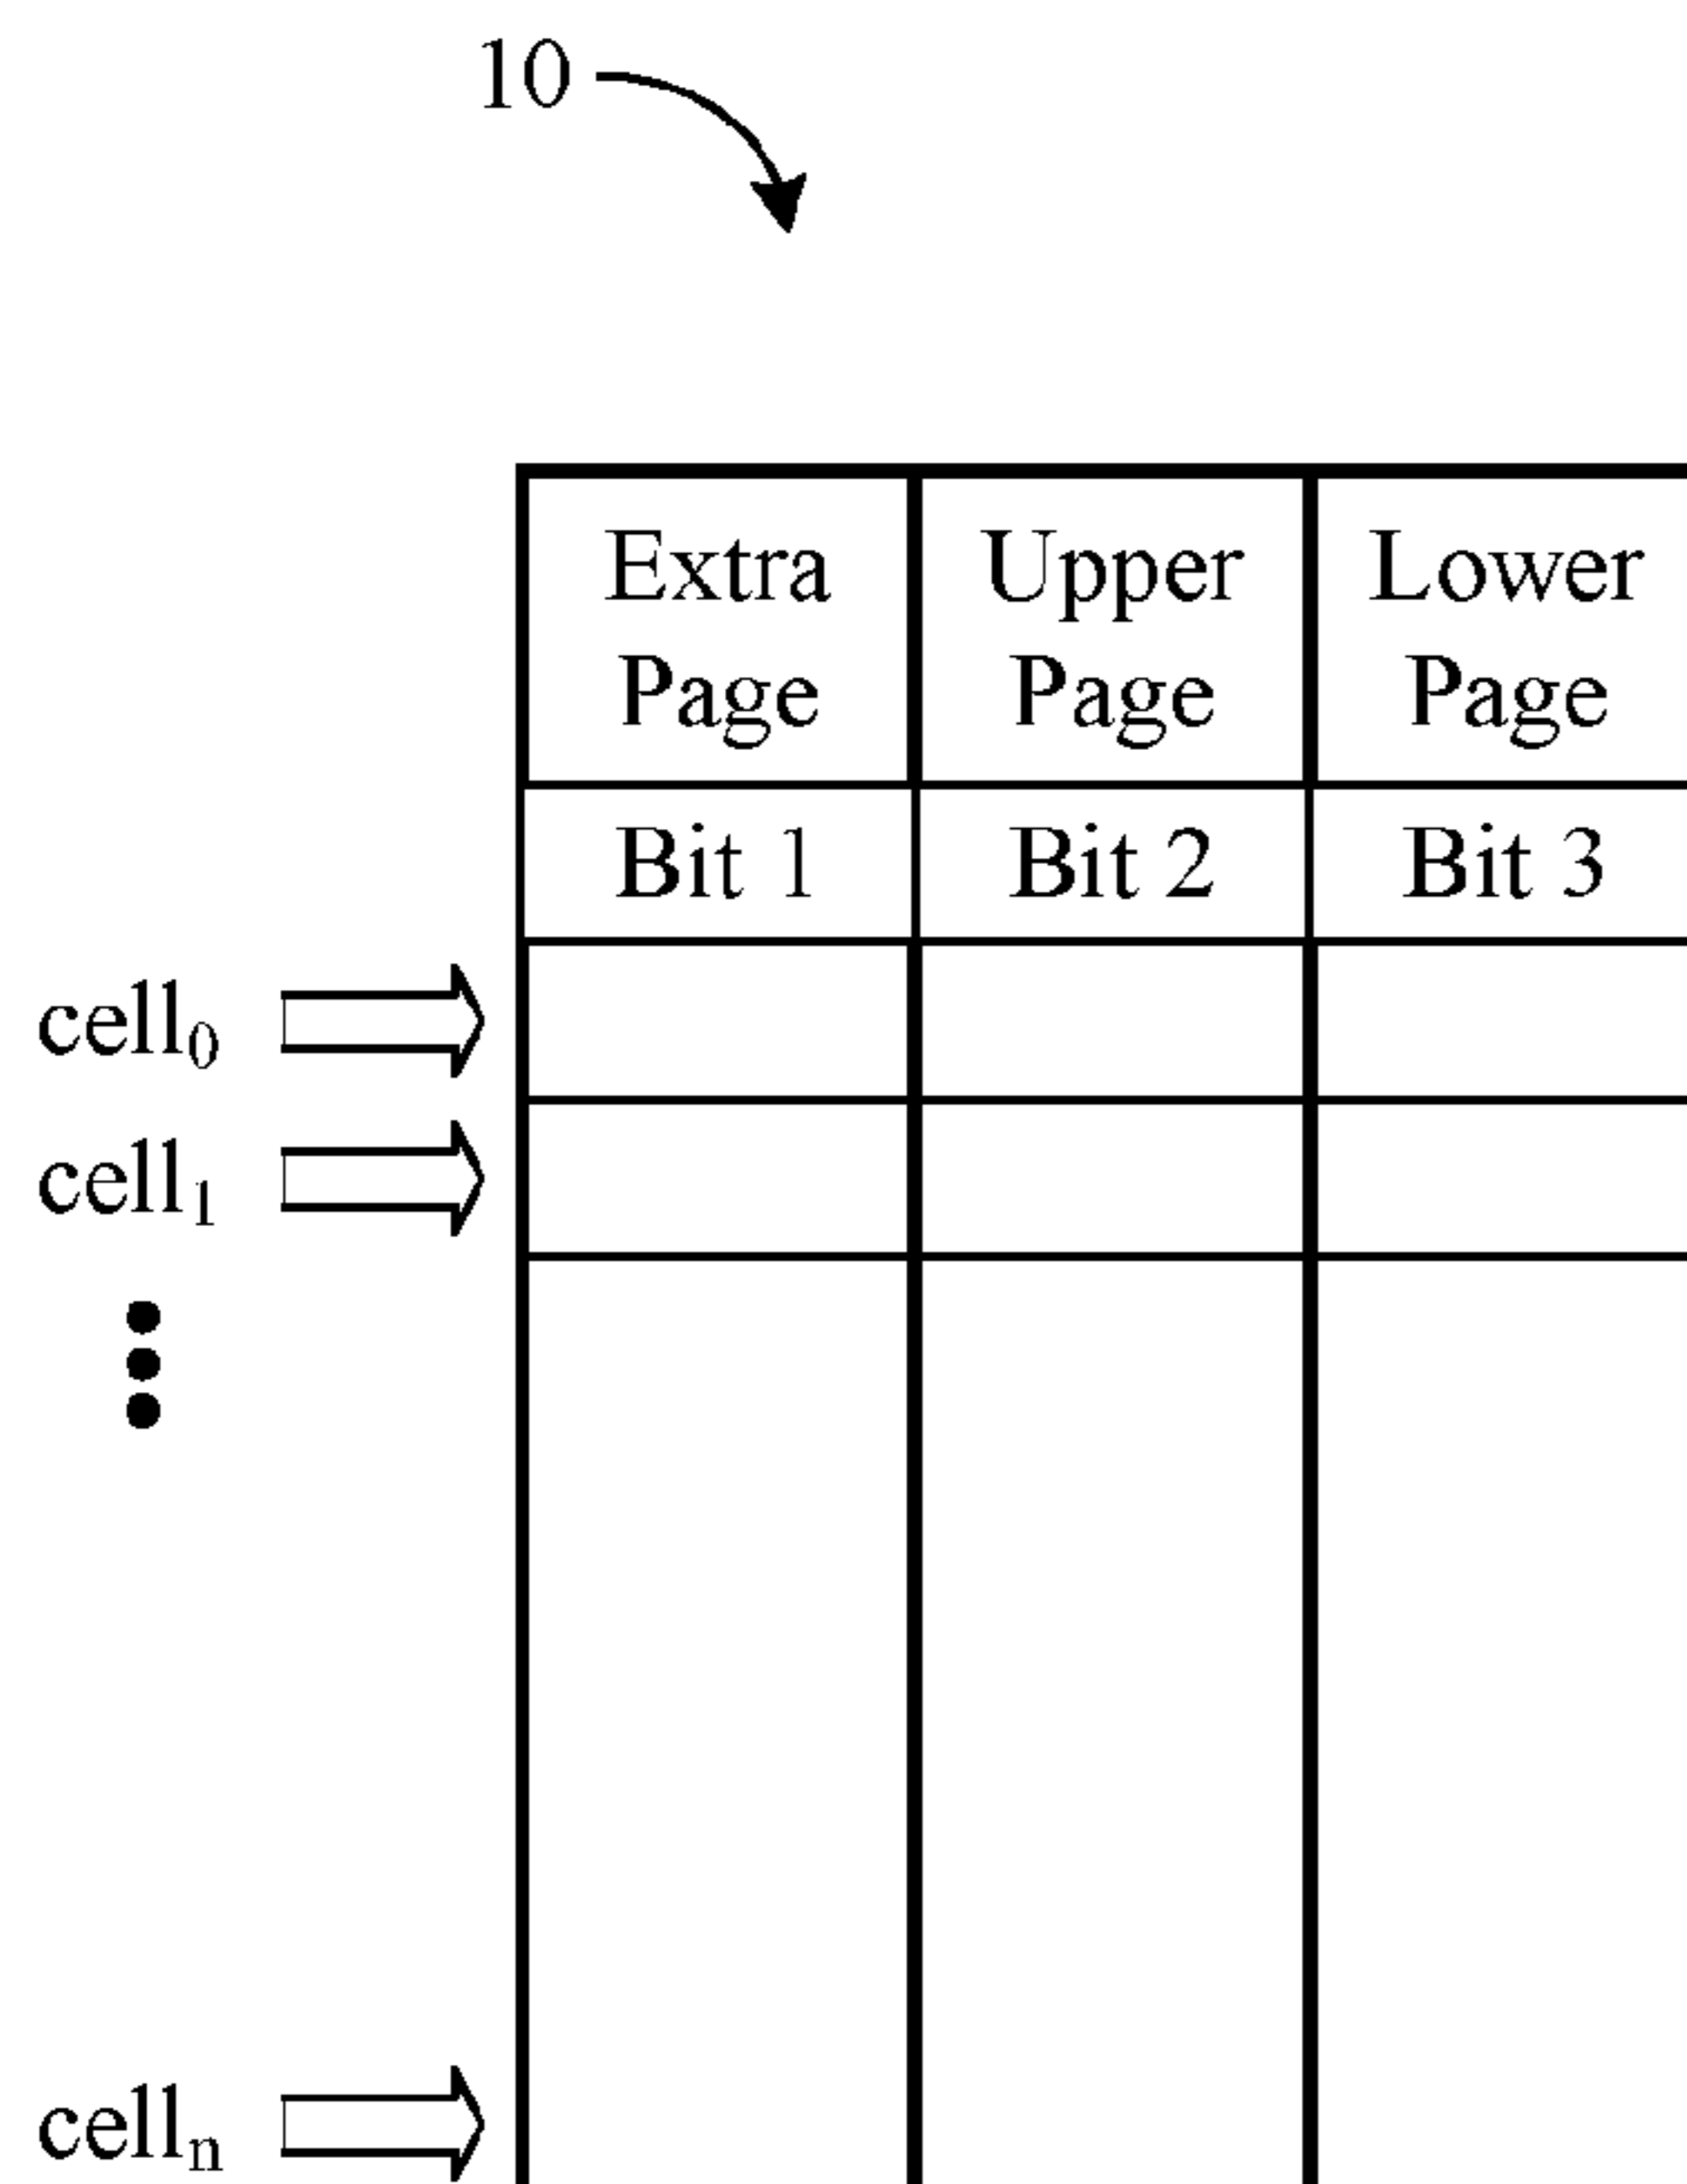 10
Extra Upper Lower
Page Page Page
Bit 1 Bit 2 Bit 3
cell₀
cell₁
cellₙ